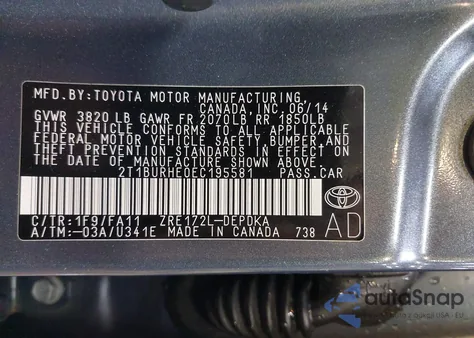 MFD.BY:TOYOTA MOTOR MANUFACTURING,
CANADA, INC. 06/14
GVWR 3820 LB GAWR FR 2070LB RR 1850LB
THIS VEHICLE CONFORMS TO ALL APPLICABLE
FEDERAL MOTOR VEHICLE SAFETY, BUMPER, AND
THEFT PREVENTION STANDARDS IN EFFECT ON
THE DATE OF MANUFACTURE SHOWN ABOVE.
2T1BURHE0EC195581 PASS.CAR
C/TR:1F9/FA11 ZRE172L-DEPDKA
A/TM:-03A/U341E MADE IN CANADA 738
AD
autoSnap